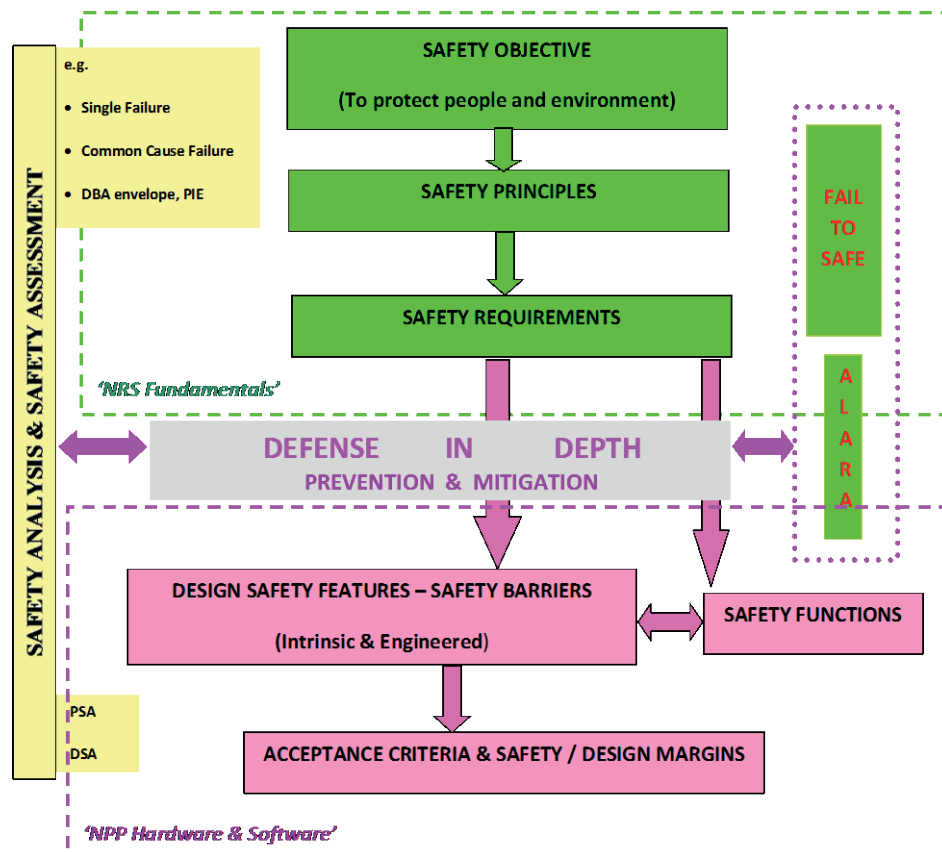 SAFETY ANALYSIS & SAFETY ASSESSMENT
e.g.
• Single Failure
• Common Cause Failure
• DBA envelope, PIE
SAFETY OBJECTIVE
(To protect people and environment)
SAFETY PRINCIPLES
SAFETY REQUIREMENTS
FAIL
TO
SAFE
A
L
A
R
A
‘NRS Fundamentals’
DEFENSE IN DEPTH
PREVENTION & MITIGATION
DESIGN SAFETY FEATURES – SAFETY BARRIERS
(Intrinsic & Engineered)
SAFETY FUNCTIONS
PSA
DSA
ACCEPTANCE CRITERIA & SAFETY / DESIGN MARGINS
‘NPP Hardware & Software’